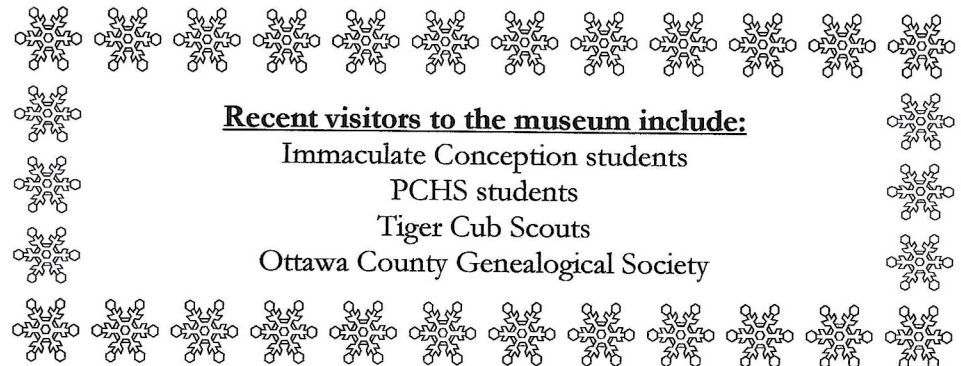 Recent visitors to the museum include:
Immaculate Conception students
PCHS students
Tiger Cub Scouts
Ottawa County Genealogical Society